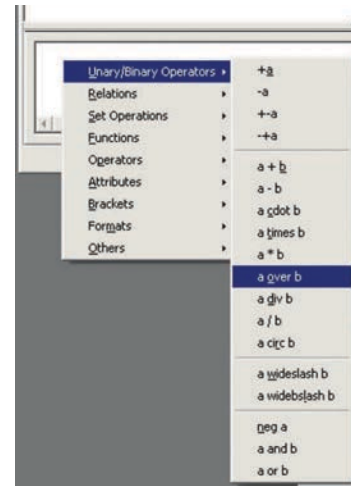 Unary/Binary Operators
Relations
Set Operations
Functions
Operators
Attributes
Brackets
Formats
Others
+a
-a
+-a
-+a
a + b
a - b
a cdot b
a times b
a * b
a over b
a div b
a / b
a circ b
a wideslash b
a widebslash b
neg a
a and b
a or b